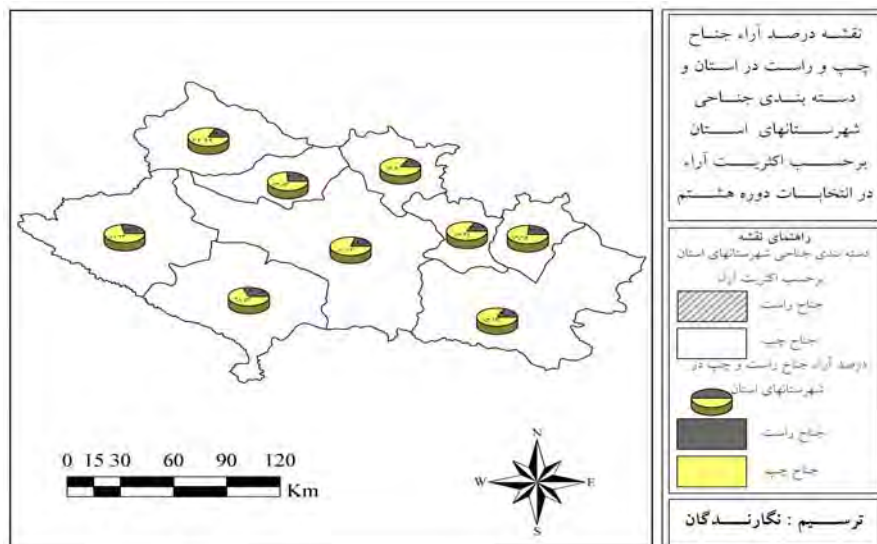 نقشه درصد آراء جناح
چپ و راست در استان و
دسته بندی جناحی
شهرستانهای استان
برحسب اکثریت آراء
در انتخابات دوره هشتم
راهنمای نقشه
دسته بندی جناحی شهرستانهای استان
برحسب اکثریت آراء
جناح راست
جناح چپ
درصد آراء جناح راست و چپ در
شهرستانهای استان
جناح راست
جناح چپ
ترسیم : نگارندگان
N
W E
S
0 15 30 60 90 120
Km